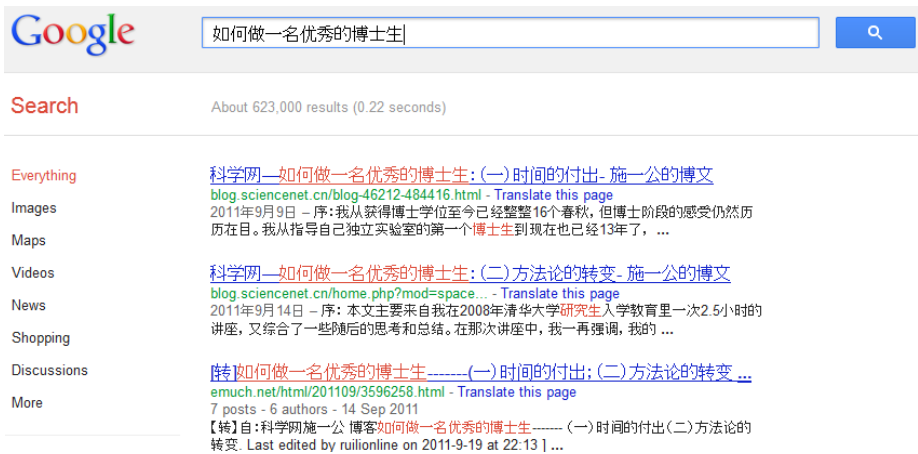 Google
如何做一名优秀的博士生
Search
About 623,000 results (0.22 seconds)
Everything
Images
Maps
Videos
News
Shopping
Discussions
More
科学网—如何做一名优秀的博士生:(一)时间的付出- 施一公的博文
blog.sciencenet.cn/blog-46212-484416.html - Translate this page
2011年9月9日 – 序:我从获得博士学位至今已经整整16个春秋, 但博士阶段的感受仍然历
历在目。我从指导自己独立实验室的第一个博士生到现在也已经13年了, ...
科学网—如何做一名优秀的博士生:(二)方法论的转变- 施一公的博文
blog.sciencenet.cn/home.php?mod=space... - Translate this page
2011年9月14日 – 序: 本文主要来自我在2008年清华大学研究生入学教育里一次2.5小时的
讲座, 又综合了一些随后的思考和总结。在那次讲座中, 我一再强调, 我的 ...
[转]如何做一名优秀的博士生-------(一)时间的付出;(二)方法论的转变 ...
emuch.net/html/201109/3596258.html - Translate this page
7 posts - 6 authors - 14 Sep 2011
【转】自:科学网施一公 博客如何做一名优秀的博士生------- (一)时间的付出(二)方法论的
转变. Last edited by ruilionline on 2011-9-19 at 22:13 ] ...